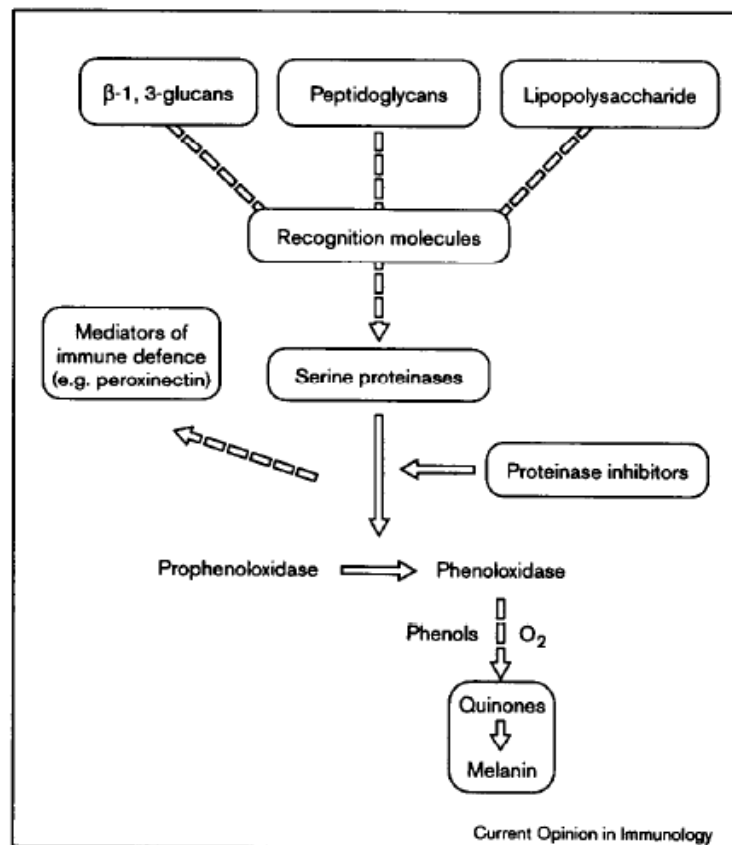 β-1, 3-glucans
Peptidoglycans
Lipopolysaccharide
Recognition molecules
Mediators of
immune defence
(e.g. peroxinectin)
Serine proteinases
Proteinase inhibitors
Prophenoloxidase
Phenoloxidase
Phenols
O₂
Quinones
Melanin
Current Opinion in Immunology